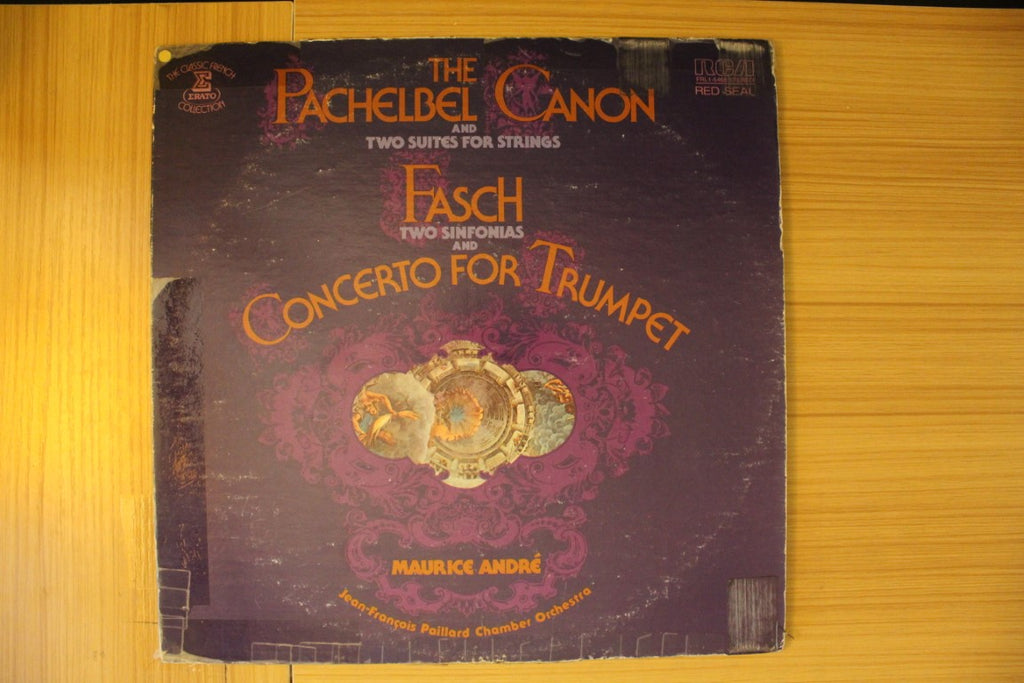 THE CLASSIC FRENCH
Σ
ERATO
COLLECTION
RCA
RED SEAL
THE
PACHELBEL CANON
AND
TWO SUITES FOR STRINGS
FASCH
TWO SINFONIAS
AND
CONCERTO FOR TRUMPET
MAURICE ANDRÉ
Jean-François Paillard Chamber Orchestra